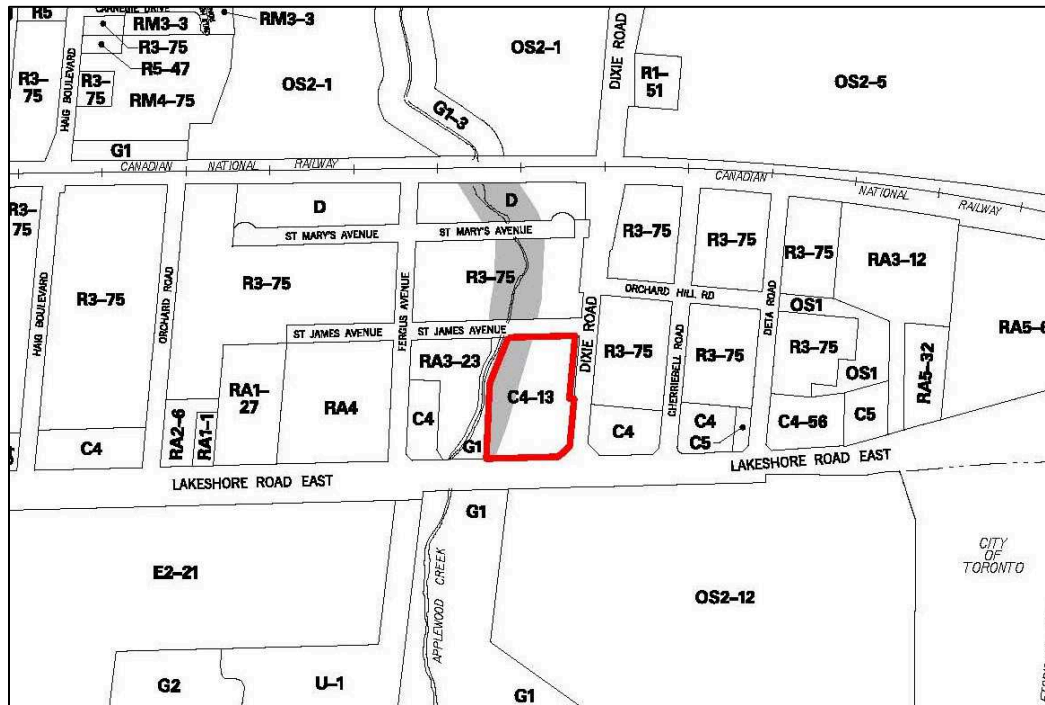 R5
CARNEGIE DRIVE
RM3–3
RM3–3
R3–75
R5–47
R3–
75
R3–
75
RM4–75
HAIG BOULEVARD
G1
OS2–1
G1–3
OS2–1
DIXIE ROAD
R1–
51
OS2–5
CANADIAN NATIONAL RAILWAY
CANADIAN NATIONAL RAILWAY
R3–
75
HAIG BOULEVARD
R3–75
ORCHARD ROAD
D
D
ST MARY'S AVENUE
ST MARY'S AVENUE
R3–75
FERGUS AVENUE
R3–75
ST JAMES AVENUE
ST JAMES AVENUE
DIXIE ROAD
R3–75
R3–75
R3–75
RA3–12
ORCHARD HILL RD
DETA ROAD
OS1
RA5–
R3–75
CHERRIEBELL ROAD
R3–75
R3–75
OS1
RA5–32
RA1–
27
RA4
RA3–23
C4
C4–13
G1
C4
RA2–6
RA1–1
C4
C4
C5
C4–56
C5
LAKESHORE ROAD EAST
LAKESHORE ROAD EAST
G1
APPLEWOOD CREEK
E2–21
OS2–12
CITY
OF
TORONTO
G2
U–1
G1